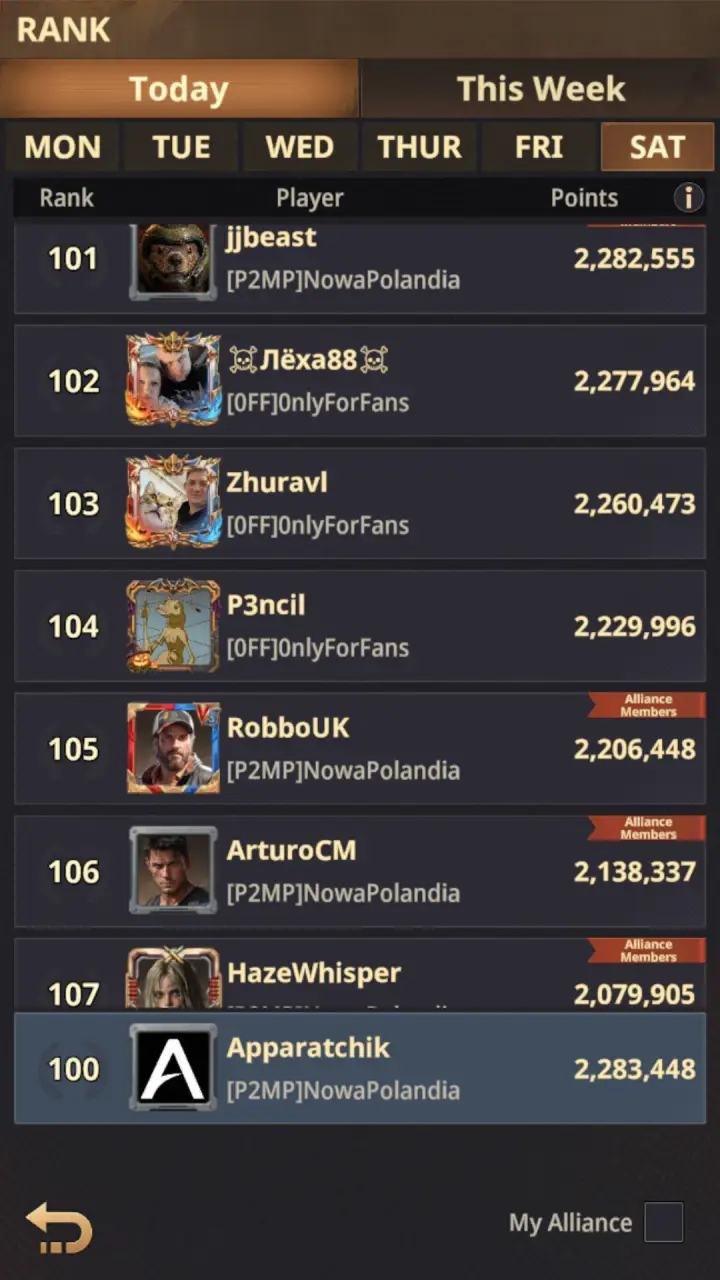 RANK
Today
This Week
MON TUE WED THUR FRI SAT
Rank Player Points i
101 jjbeast 2,282,555
[P2MP]NowaPolandia
102 ☠Лёха88☠ 2,277,964
[0FF]0nlyForFans
103 Zhuravl 2,260,473
[0FF]0nlyForFans
104 P3ncil 2,229,996
[0FF]0nlyForFans
Alliance
Members
105 RobboUK 2,206,448
[P2MP]NowaPolandia
Alliance
Members
106 ArturoCM 2,138,337
[P2MP]NowaPolandia
Alliance
Members
107 HazeWhisper 2,079,905
100 Apparatchik 2,283,448
[P2MP]NowaPolandia
My Alliance